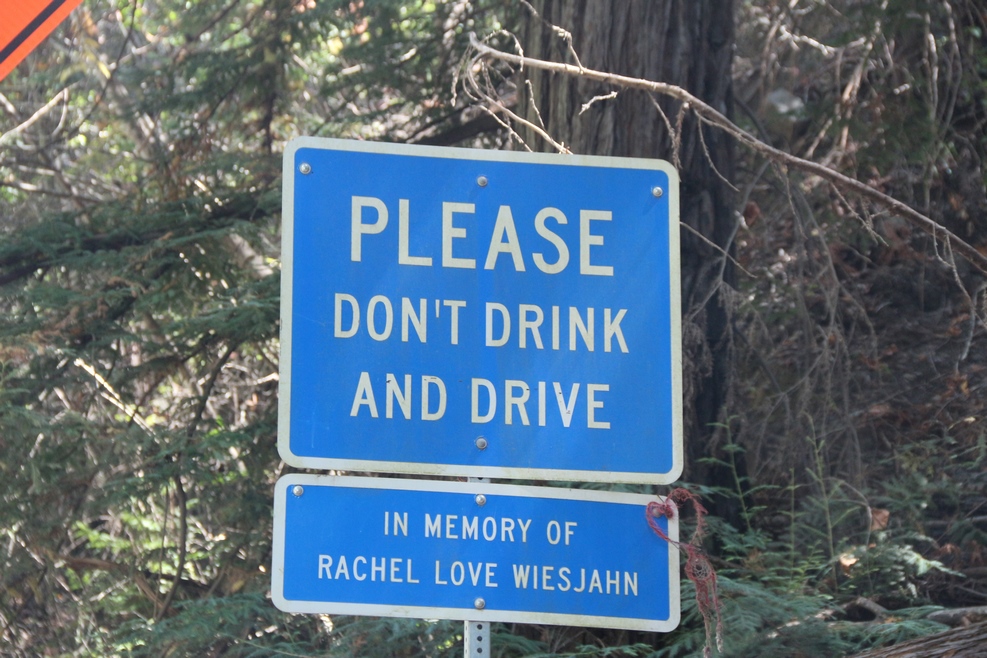 PLEASE
DON'T DRINK
AND DRIVE
IN MEMORY OF
RACHEL LOVE WIESJAHN